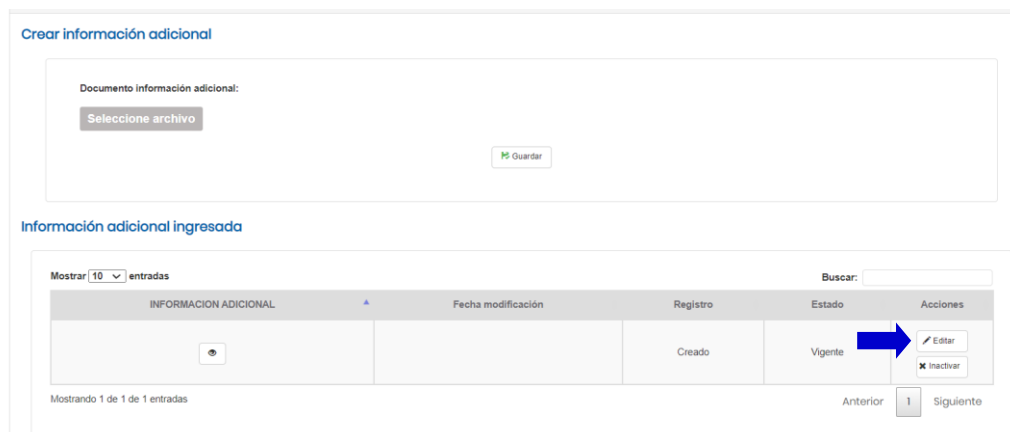 Crear información adicional
Documento información adicional:
Seleccione archivo
Guardar
Información adicional ingresada
Mostrar 10 entradas
Buscar:
INFORMACION ADICIONAL Fecha modificación Registro Estado Acciones
Creado Vigente Editar
Inactivar
Mostrando 1 de 1 de 1 entradas
Anterior 1 Siguiente